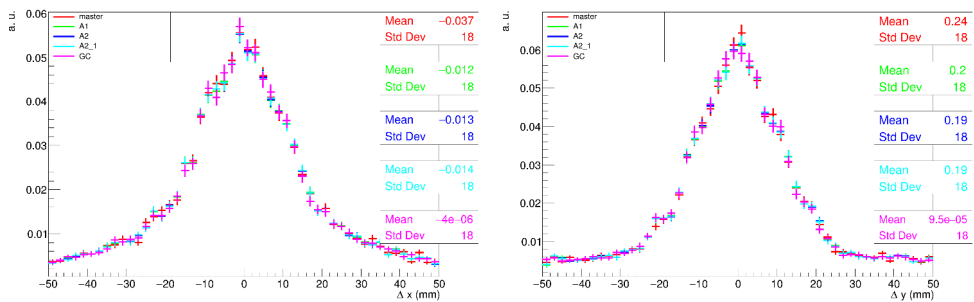 a. u.
0.06
0.05
0.04
0.03
0.02
0.01
master
A1
A2
A2_1
GC
Mean −0.037
Std Dev 18
Mean −0.012
Std Dev 18
Mean −0.013
Std Dev 18
Mean −0.014
Std Dev 18
Mean −4e−06
Std Dev 18
−50 −40 −30 −20 −10 0 10 20 30 40 50
Δ x (mm)
a. u.
0.06
0.05
0.04
0.03
0.02
0.01
master
A1
A2
A2_1
GC
Mean 0.24
Std Dev 18
Mean 0.2
Std Dev 18
Mean 0.19
Std Dev 18
Mean 0.19
Std Dev 18
Mean 9.5e−05
Std Dev 18
−50 −40 −30 −20 −10 0 10 20 30 40 50
Δ y (mm)